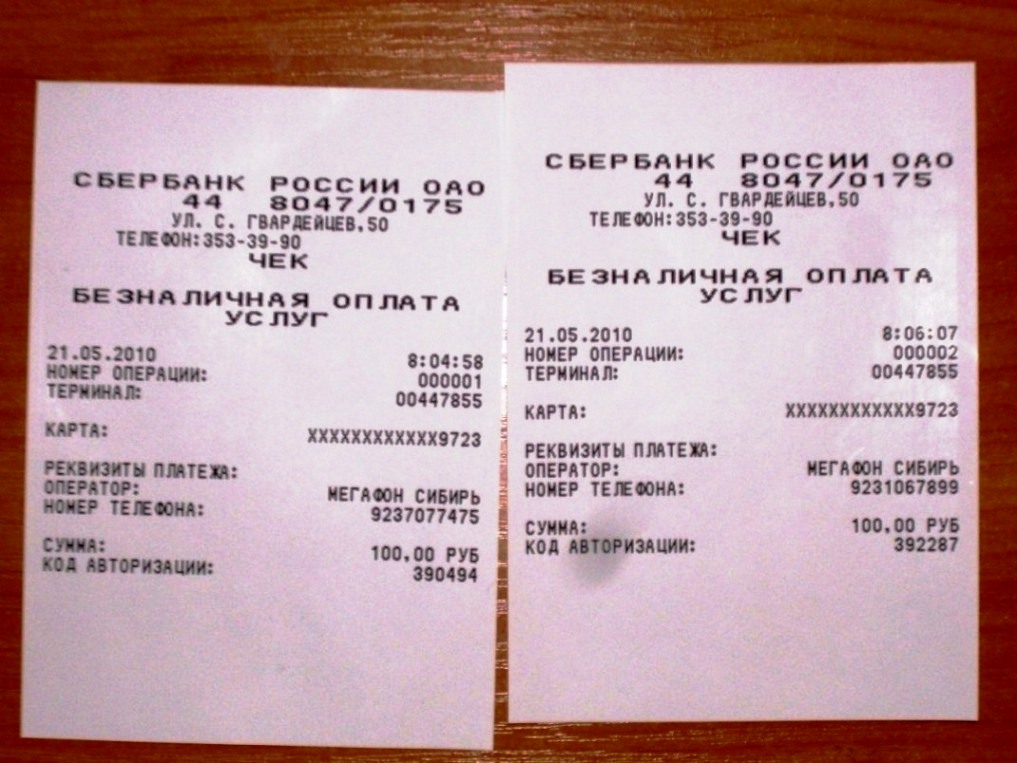 СБЕРБАНК РОССИИ ОАО
44 8047/0175
УЛ. С. ГВАРДЕЙЦЕВ,50
ТЕЛЕФОН:353-39-90
ЧЕК
БЕЗНАЛИЧНАЯ ОПЛАТА
УСЛУГ
21.05.2010 8:04:58
НОМЕР ОПЕРАЦИИ: 000001
ТЕРМИНАЛ: 00447855
КАРТА: XXXXXXXXXXXX9723
РЕКВИЗИТЫ ПЛАТЕЖА:
ОПЕРАТОР: МЕГАФОН СИБИРЬ
НОМЕР ТЕЛЕФОНА: 9237077475
СУММА: 100,00 РУБ
КОД АВТОРИЗАЦИИ: 390494
СБЕРБАНК РОССИИ ОАО
44 8047/0175
УЛ. С. ГВАРДЕЙЦЕВ,50
ТЕЛЕФОН:353-39-90
ЧЕК
БЕЗНАЛИЧНАЯ ОПЛАТА
УСЛУГ
21.05.2010 8:06:07
НОМЕР ОПЕРАЦИИ: 000002
ТЕРМИНАЛ: 00447855
КАРТА: XXXXXXXXXXXX9723
РЕКВИЗИТЫ ПЛАТЕЖА:
ОПЕРАТОР: МЕГАФОН СИБИРЬ
НОМЕР ТЕЛЕФОНА: 9231067899
СУММА: 100,00 РУБ
КОД АВТОРИЗАЦИИ: 392287